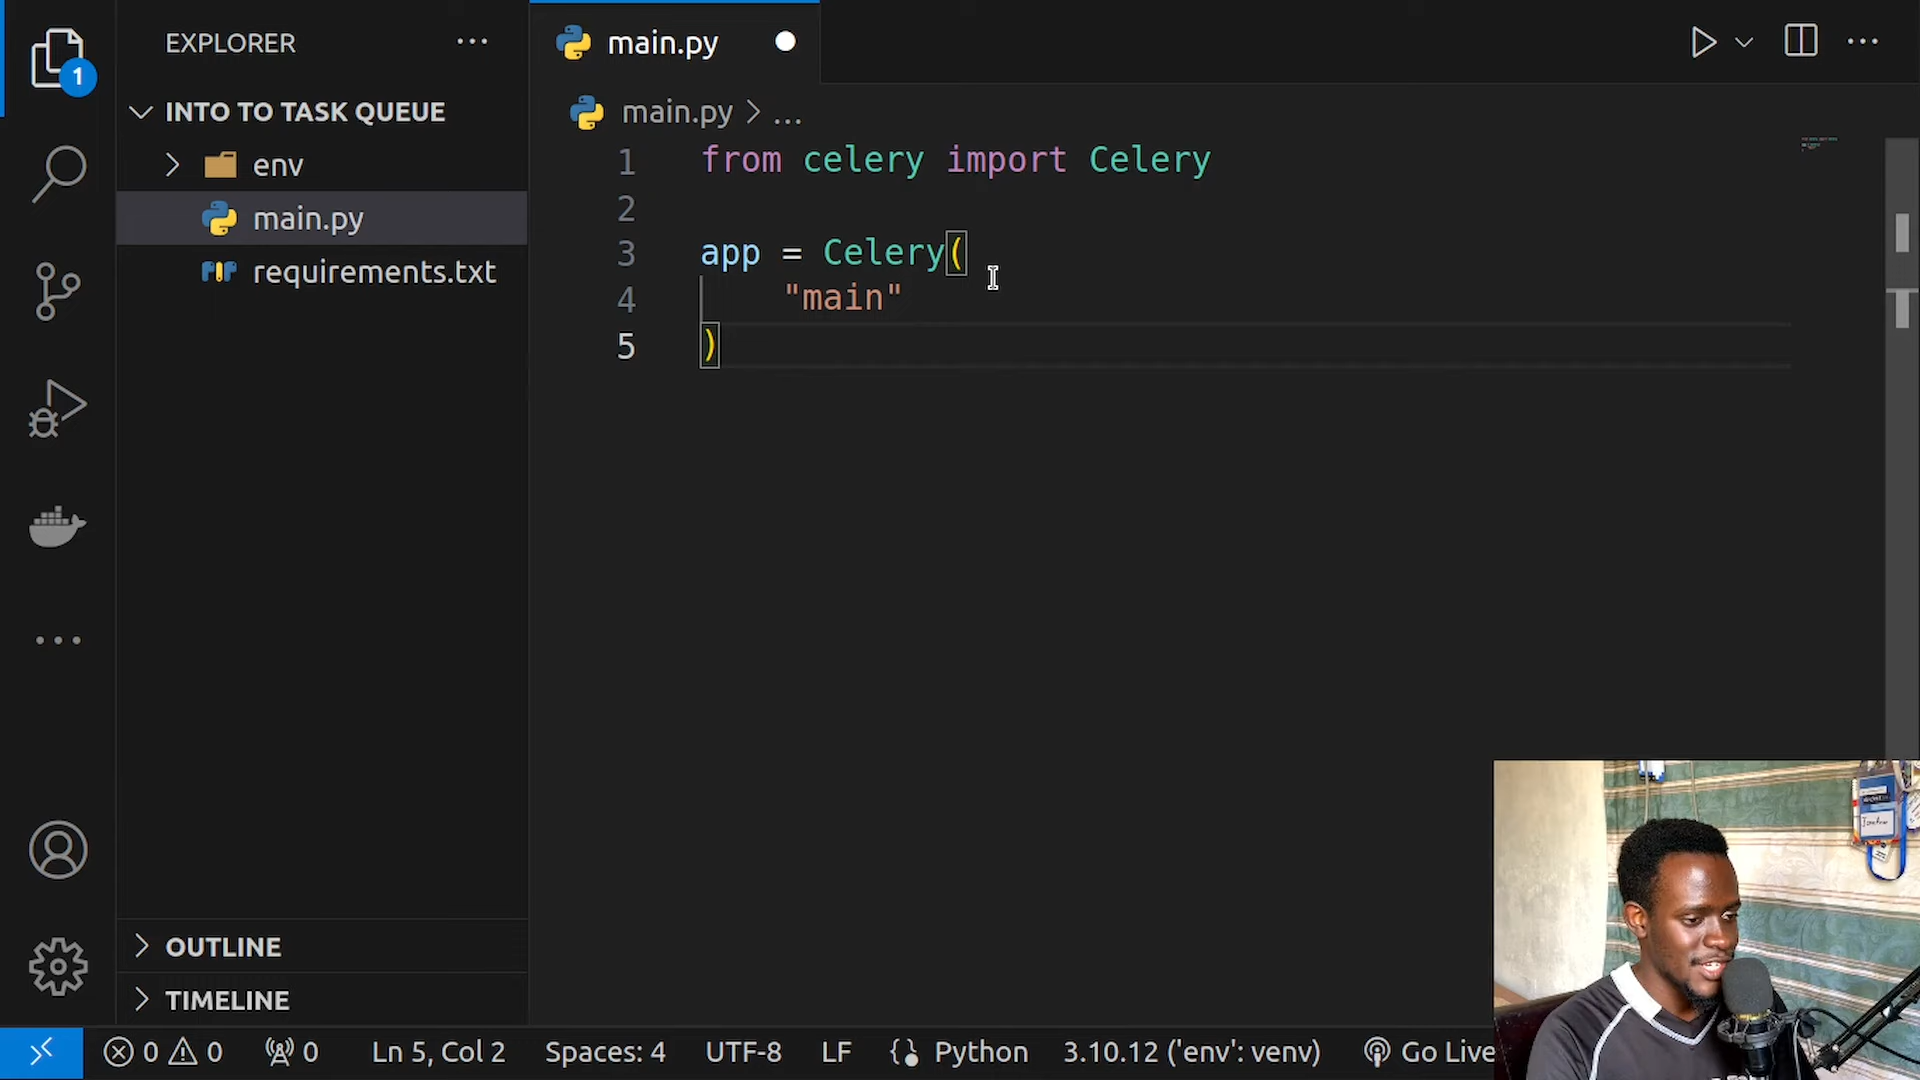 EXPLORER
1
INTO TO TASK QUEUE
env
main.py
requirements.txt
OUTLINE
TIMELINE
main.py
main.py > ...
1 from celery import Celery
2
3 app = Celery(
4 "main"
5 )
0 0 0 Ln 5, Col 2 Spaces: 4 UTF-8 LF Python 3.10.12 ('env': venv) Go Live